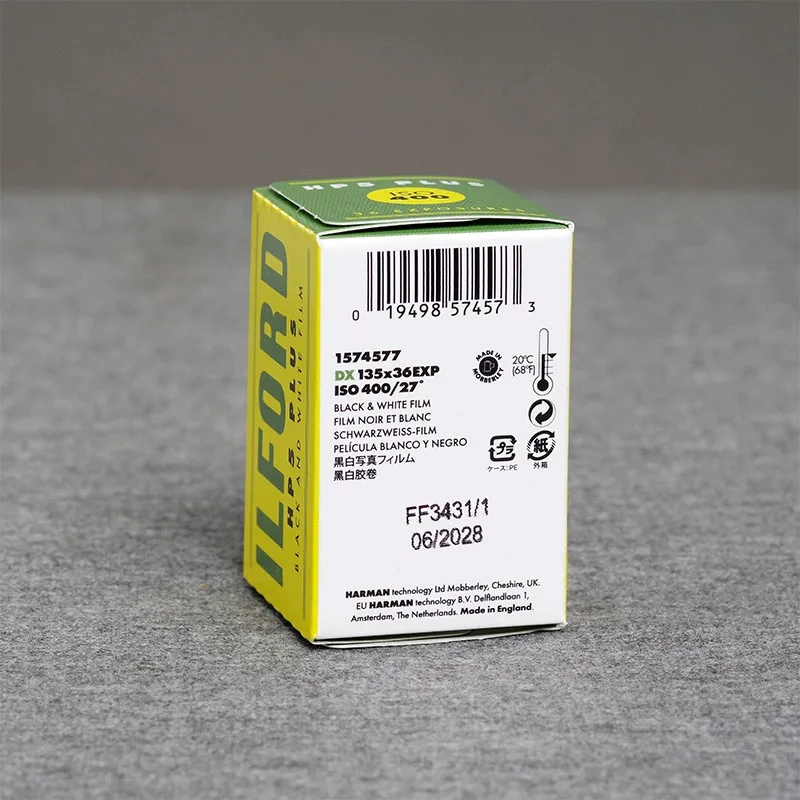 HP5 PLUS
ISO
400
36 EXPOSURES
ILFORD
HP5 PLUS
BLACK AND WHITE FILM
0 19498 57457 3
1574577
DX 135x36EXP
ISO 400/27°
BLACK & WHITE FILM
FILM NOIR ET BLANC
SCHWARZWEISS-FILM
PELÍCULA BLANCO Y NEGRO
黒白写真フィルム
黑白胶卷
MADE IN
MOBBERLEY
20°C
(68°F)
プラ
ケース: PE
紙
外箱
FF3431/1
06/2028
HARMAN technology Ltd Mobberley, Cheshire, UK.
EU HARMAN technology B.V. Delflandlaan 1,
Amsterdam, The Netherlands. Made in England.